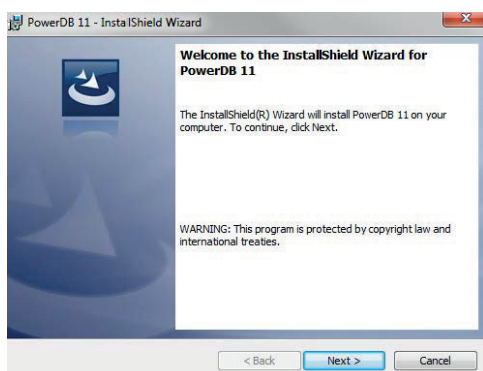 PowerDB 11 - InstallShield Wizard
Welcome to the InstallShield Wizard for
PowerDB 11
The InstallShield(R) Wizard will install PowerDB 11 on your
computer. To continue, click Next.
WARNING: This program is protected by copyright law and
international treaties.
< Back
Next >
Cancel